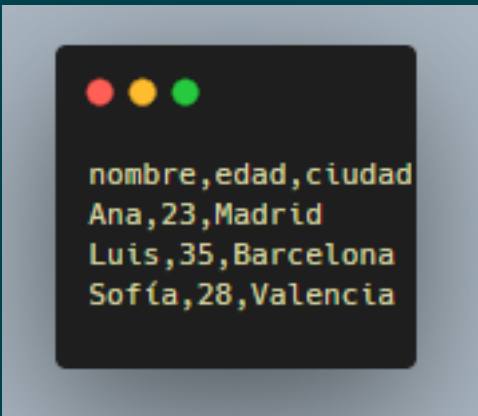 nombre,edad,ciudad
Ana,23,Madrid
Luis,35,Barcelona
Sofía,28,Valencia